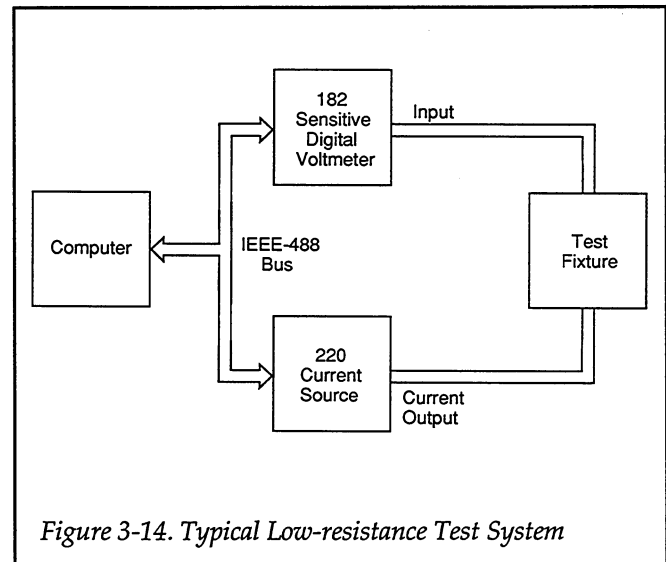 182
Sensitive
Digital
Voltmeter
Input
Computer
IEEE-488
Bus
Test
Fixture
220
Current
Source
Current
Output
Figure 3-14. Typical Low-resistance Test System